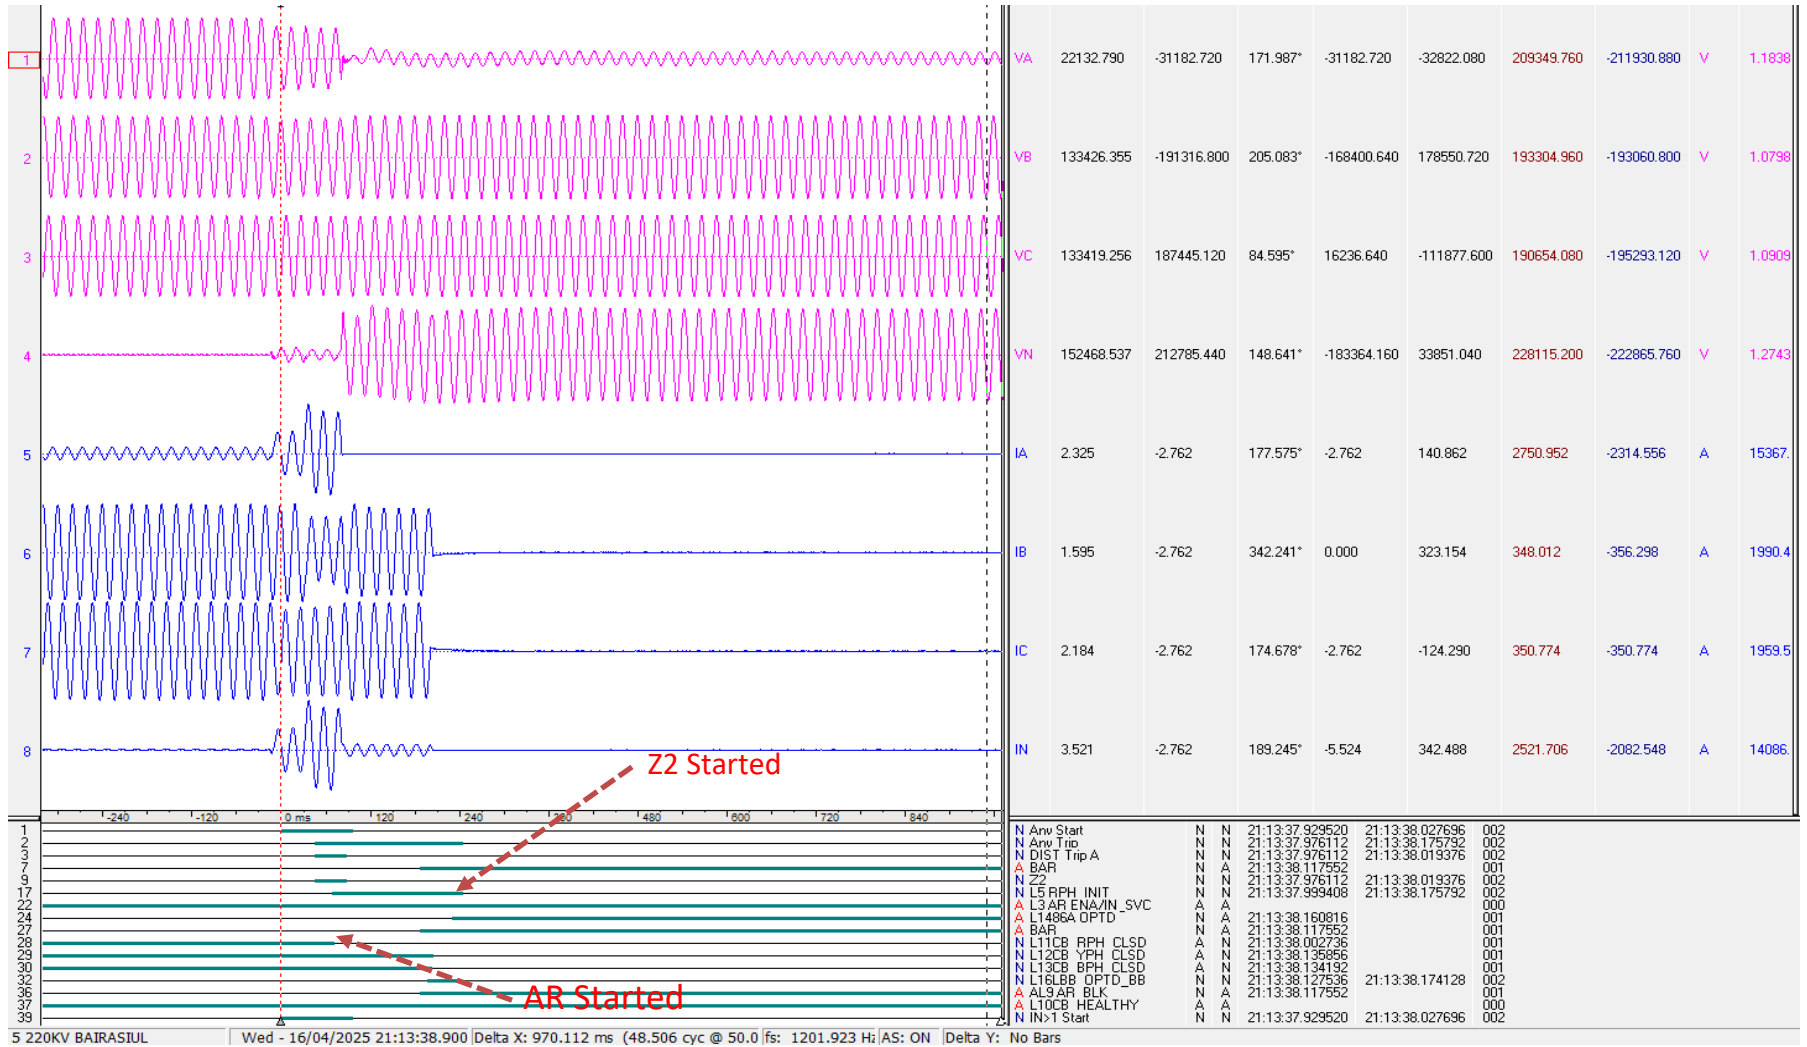 1 VA 22132.790 -31182.720 171.987° -31182.720 -32822.080 209349.760 -211930.880 V 1.1838
2 VB 133426.355 -191316.800 205.083° -168400.640 178550.720 193304.960 -193060.800 V 1.0798
3 VC 133419.256 187445.120 84.595° 16236.640 -111877.600 190654.080 -195293.120 V 1.0909
4 VN 152468.537 212785.440 148.641° -183364.160 33851.040 228115.200 -222865.760 V 1.2743
5 IA 2.325 -2.762 177.575° -2.762 140.862 2750.952 -2314.556 A 15367.
6 IB 1.595 -2.762 342.241° 0.000 323.154 348.012 -356.298 A 1990.4
7 IC 2.184 -2.762 174.678° -2.762 -124.290 350.774 -350.774 A 1959.5
8 IN 3.521 -2.762 189.245° -5.524 342.488 2521.706 -2082.548 A 14086.
Z2 Started
-240 -120 0 ms 120 240 480 600 720 840
1 N Any Start N N 21:13:37.929520 21:13:38.027696 002
2 N Any Trip N N 21:13:37.976112 21:13:38.175792 002
3 N DIST Trip A N N 21:13:37.976112 21:13:38.019376 002
7 A BAR N A 21:13:38.117552 001
9 N Z2 N N 21:13:37.976112 21:13:38.019376 002
17 N L5 RPH INIT N N 21:13:37.999408 21:13:38.175792 002
22 A L3 AR ENA/IN_SVC A A 000
24 A L1486A OPTD N A 21:13:38.160816 001
27 A BAR N A 21:13:38.117552 001
28 N L11CB RPH CLSD A N 21:13:38.002736 001
29 N L12CB YPH CLSD A N 21:13:38.135856 001
30 N L13CB BPH CLSD A N 21:13:38.134192 001
32 N L16LBB OPTD_BB N N 21:13:38.127536 21:13:38.174128 002
36 A AL9 AR BLK N A 21:13:38.117552 001
37 A L10CB HEALTHY A A 000
39 N IN>1 Start N N 21:13:37.929520 21:13:38.027696 002
AR Started
5 220KV BAIRASIUL Wed - 16/04/2025 21:13:38.900 Delta X: 970.112 ms (48.506 cyc @ 50.0 fs: 1201.923 Hz AS: ON Delta Y: No Bars